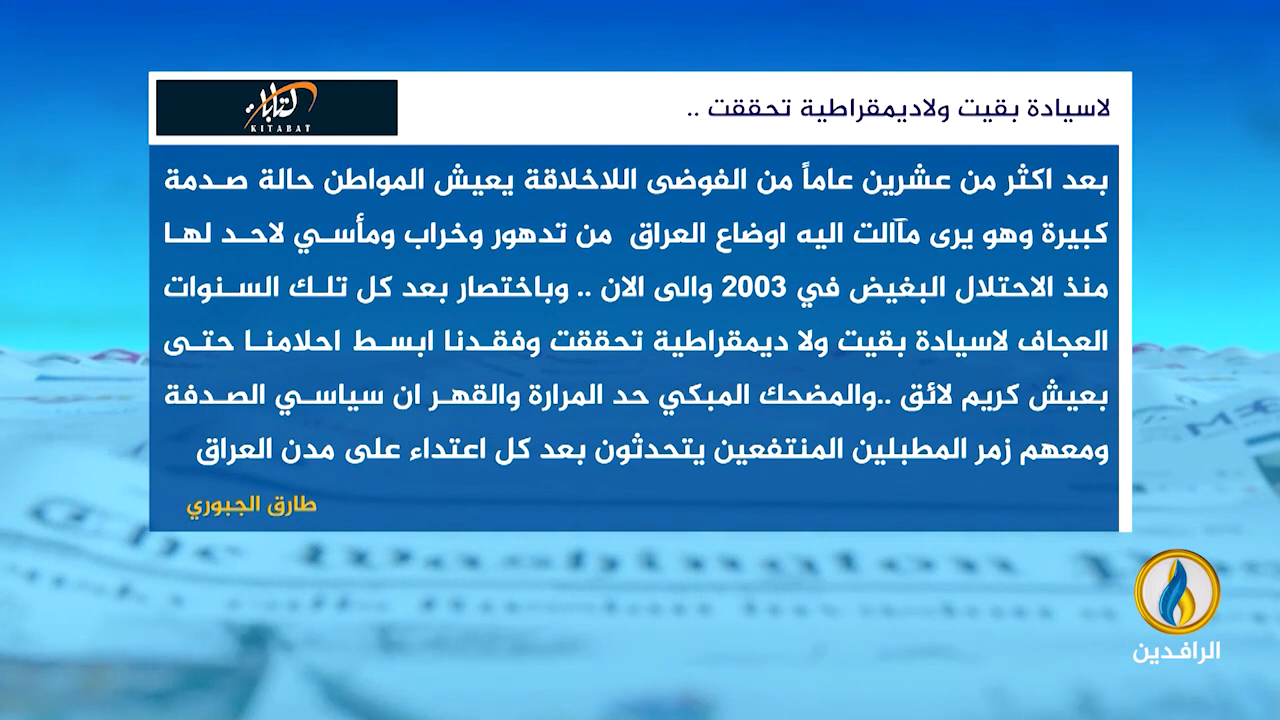 لاسيادة بقيت ولاديمقراطية تحققت ..
كتابات
KITABAT
بعد اكثر من عشرين عاماً من الفوضى اللاخلاقة يعيش المواطن حالة صدمة
كبيرة وهو يرى مآالت اليه اوضاع العراق من تدهور وخراب ومأسي لاحد لها
منذ الاحتلال البغيض في 2003 والى الان .. وباختصار بعد كل تلك السنوات
العجاف لاسيادة بقيت ولا ديمقراطية تحققت وفقدنا ابسط احلامنا حتى
بعيش كريم لائق ..والمضحك المبكي حد المرارة والقهر ان سياسي الصدفة
ومعهم زمر المطبلين المنتفعين يتحدثون بعد كل اعتداء على مدن العراق
طارق الجبوري
The Washington
الرافدين